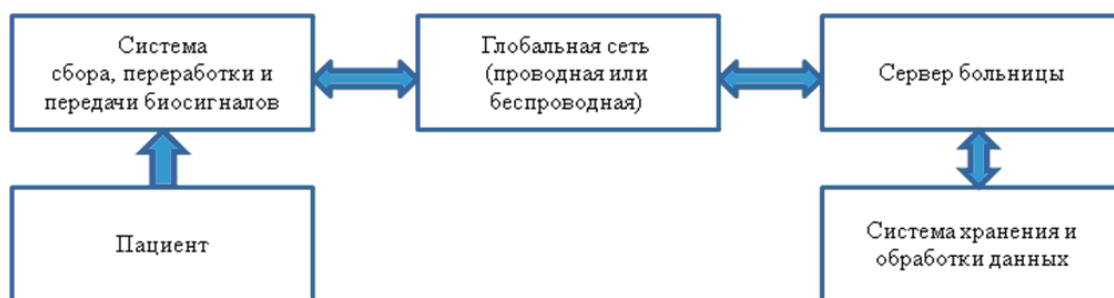 Система
сбора, переработки и
передачи биосигналов
Глобальная сеть
(проводная или
беспроводная)
Сервер больницы
Пациент
Система хранения и
обработки данных